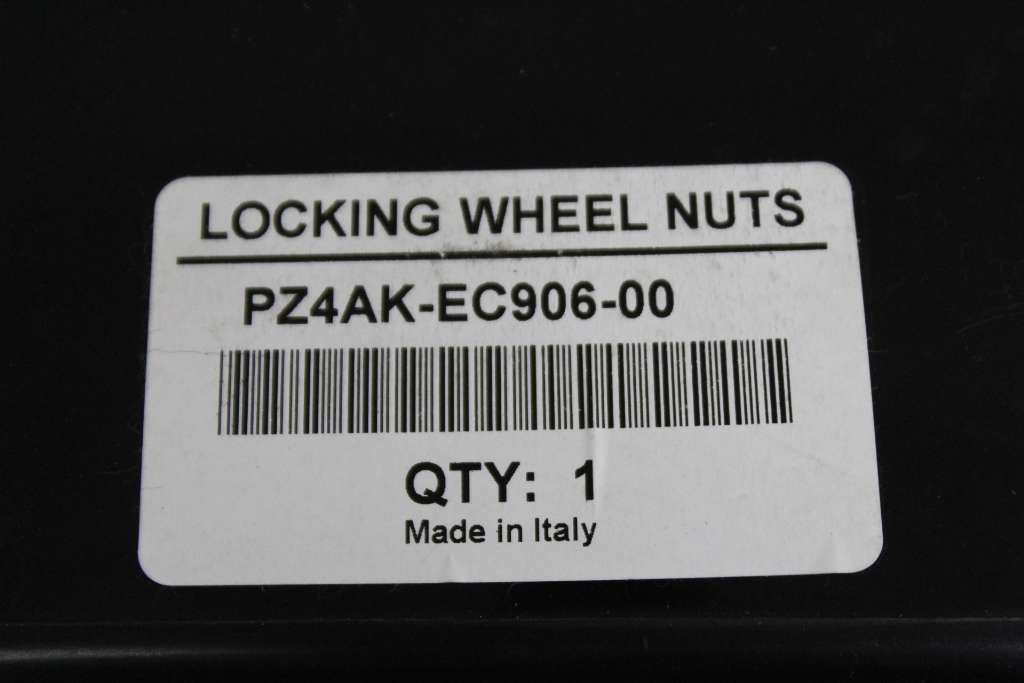 LOCKING WHEEL NUTS
PZ4AK-EC906-00
QTY: 1
Made in Italy